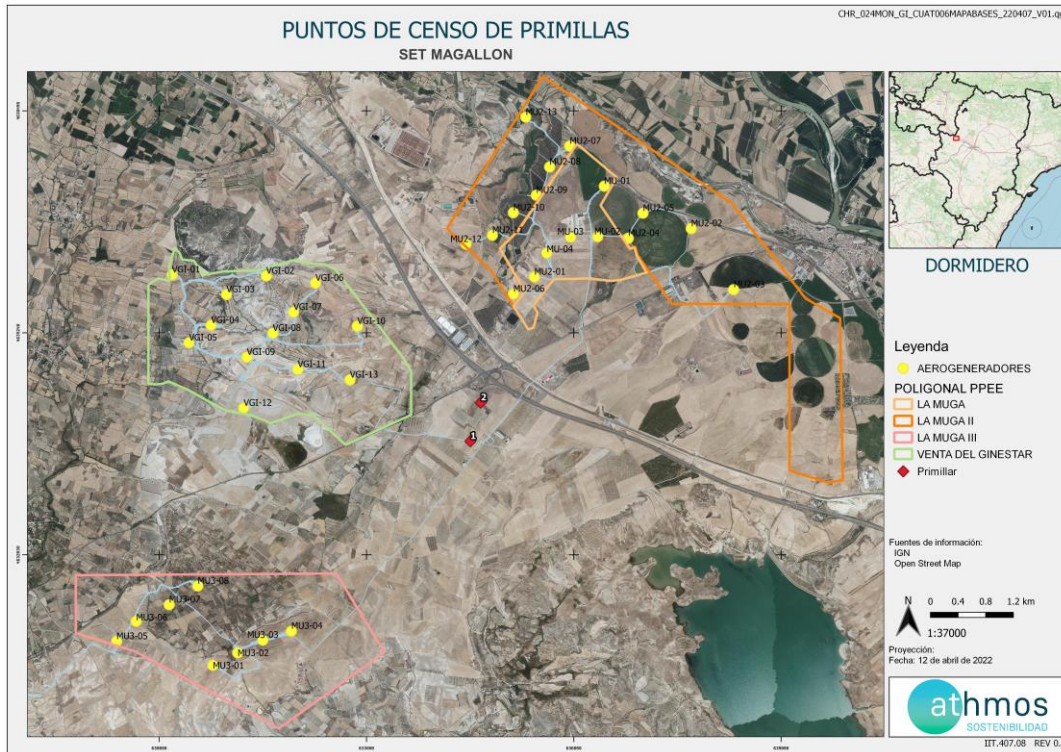 CHR_024MON_GI_CUAT006MAPABASES_220407_V01.q
PUNTOS DE CENSO DE PRIMILLAS
SET MAGALLON
MU2-13
MU2-07
MU2-08
MU-01
MU2-09
MU2-10
MU2-05
MU2-11
MU2-02
MU2-12
MU-03
MU-02
MU2-04
MU-04
MU2-01
MU2-06
MU2-03
VGI-01
VGI-02
VGI-06
VGI-03
VGI-07
VGI-04
VGI-10
VGI-05
VGI-08
VGI-09
VGI-11
VGI-13
VGI-12
2
1
MU3-08
MU3-07
MU3-06
MU3-05
MU3-04
MU3-03
MU3-02
MU3-01
DORMIDERO
Leyenda
AEROGENERADORES
POLIGONAL PPEE
LA MUGA
LA MUGA II
LA MUGA III
VENTA DEL GINESTAR
Primillar
Fuentes de información:
IGN
Open Street Map
N
0 0.4 0.8 1.2 km
1:37000
Proyección:
Fecha: 12 de abril de 2022
athmos
SOSTENIBILIDAD
IIT.407.08 REV 0.